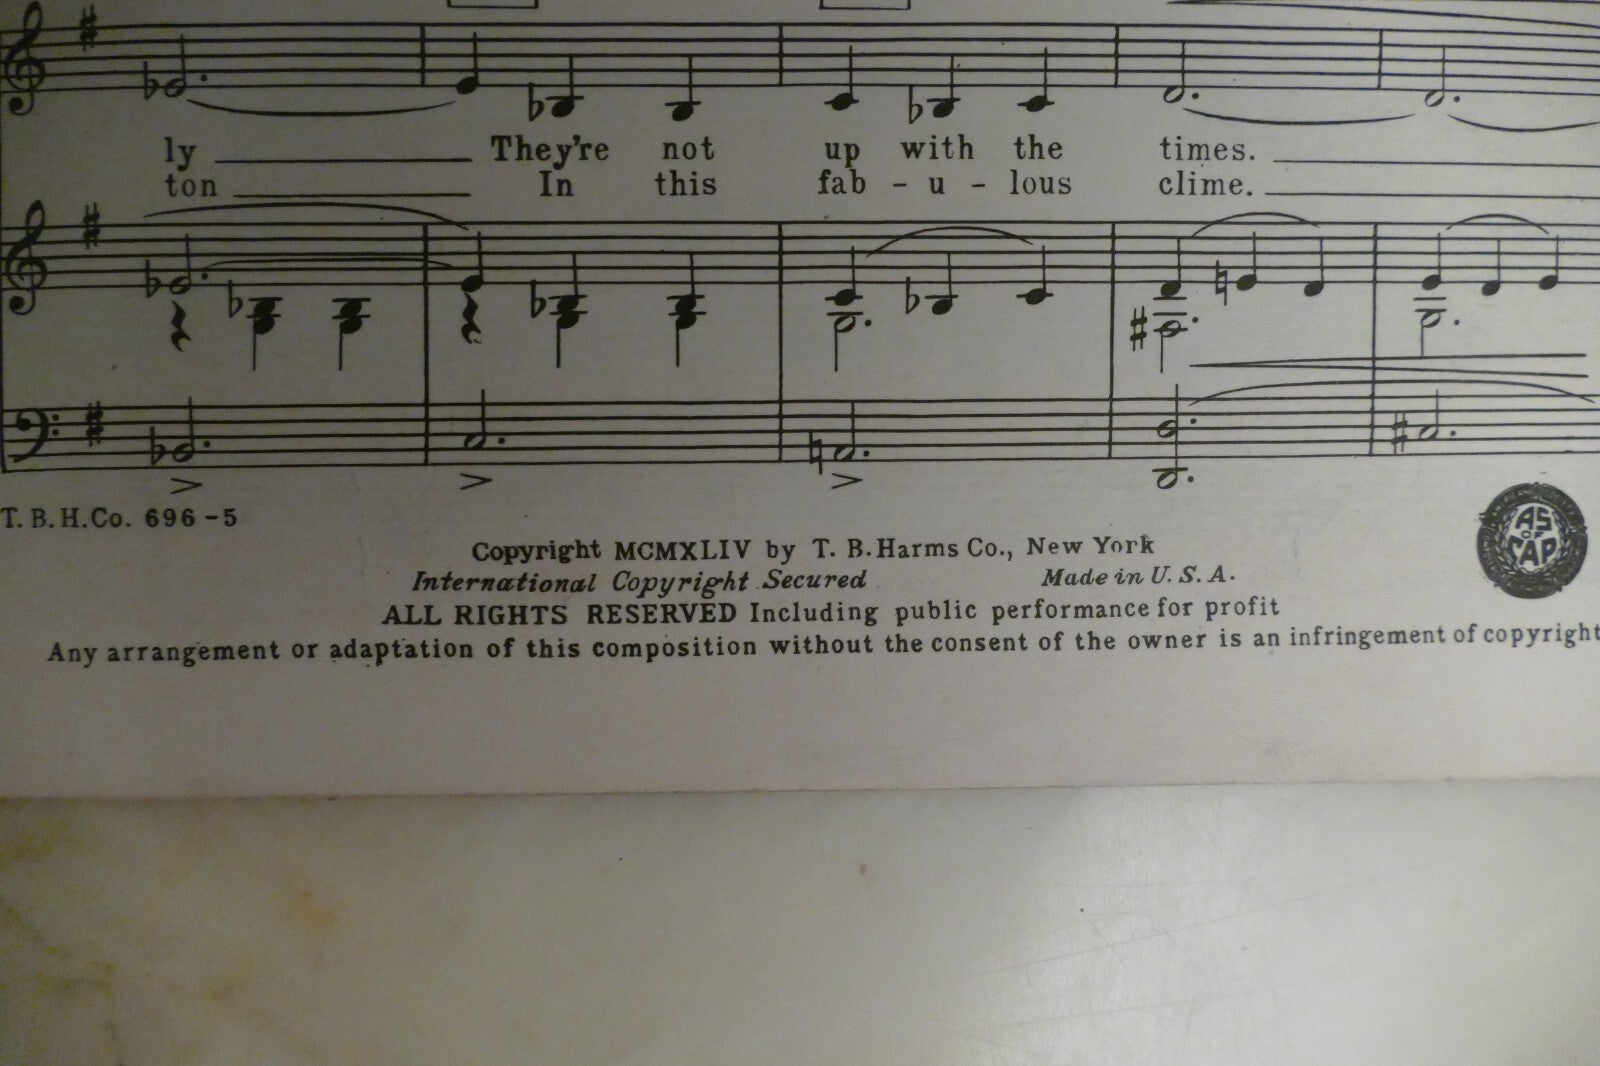 ly They're not up with the times.
ton In this fab - u - lous clime.
T. B. H. Co. 696-5
AS OF CAP
Copyright MCMXLIV by T. B. Harms Co., New York
International Copyright Secured Made in U. S. A.
ALL RIGHTS RESERVED Including public performance for profit
Any arrangement or adaptation of this composition without the consent of the owner is an infringement of copyright